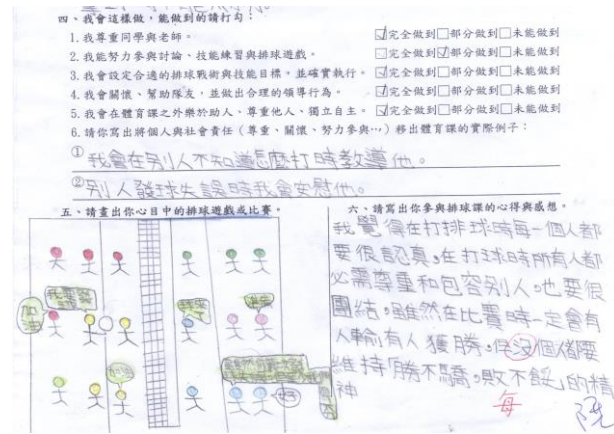 四、我會這樣做，能做到的請打勾：
1.我尊重同學與老師。 ☑完全做到□部分做到□未能做到
2.我能努力參與討論、技能練習與排球遊戲。 □完全做到☑部分做到□未能做到
3.我會設定合適的排球戰術與技能目標。並確實執行。 ☑完全做到□部分做到□未能做到
4.我會關懷、幫助隊友，並做出合理的領導行為。 ☑完全做到□部分做到□未能做到
5.我會在體育課之外樂於助人、尊重他人、獨立自主。 ☑完全做到□部分做到□未能做到
6.請你寫出將個人與社會責任（尊重、關懷、努力參與…）移出體育課的實際例子：
①我會在別人不知道怎麼打時教導他。
②別人發球失誤時我會安慰他。
五、請畫出你心目中的排球遊戲或比賽。
加油
六、請寫出你參與排球課的心得與感想。
我覺得在打排球時每一個人都
要很認真。在打球時所有人都
必需尊重和包容別人。也要很
團結。雖然在比賽時一定會有
人輸有人獲勝。但沒個人都要
維持「勝不驕。敗不餒」的精
神
每